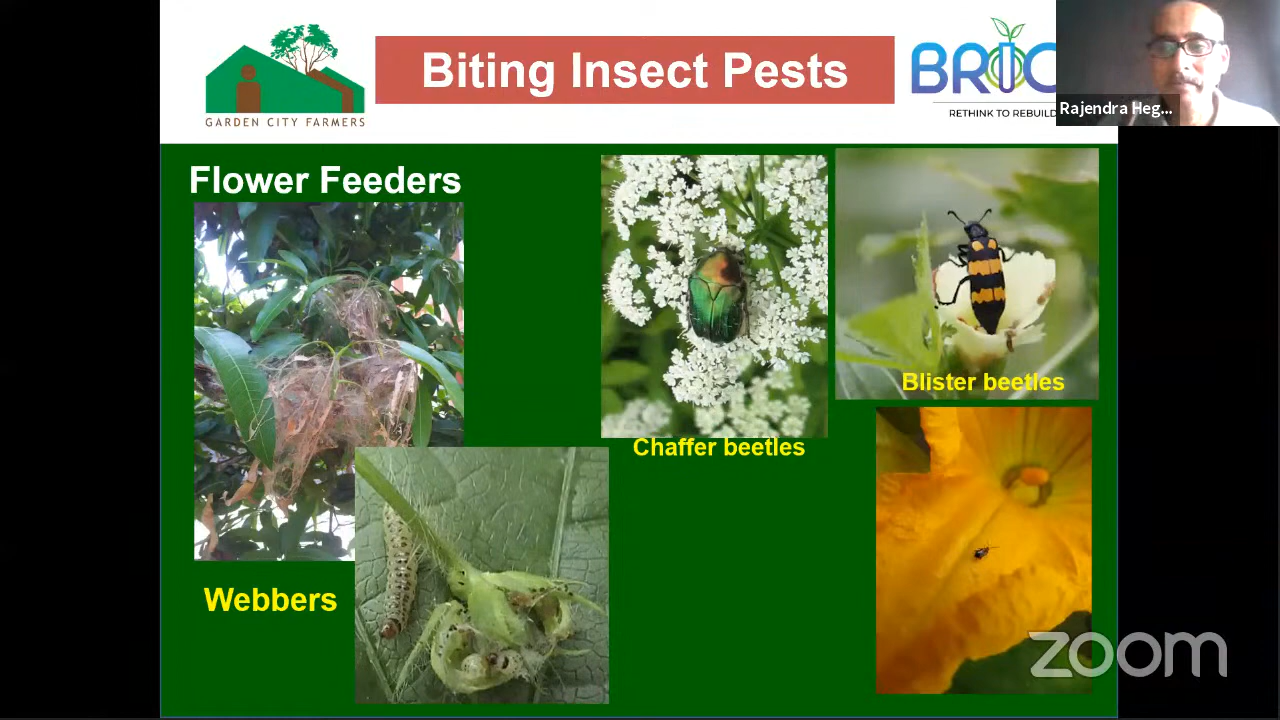 Biting Insect Pests
GARDEN CITY FARMERS
RETHINK TO REBUILD
Rajendra Heg...
Flower Feeders
Blister beetles
Chaffer beetles
Webbers
zoom